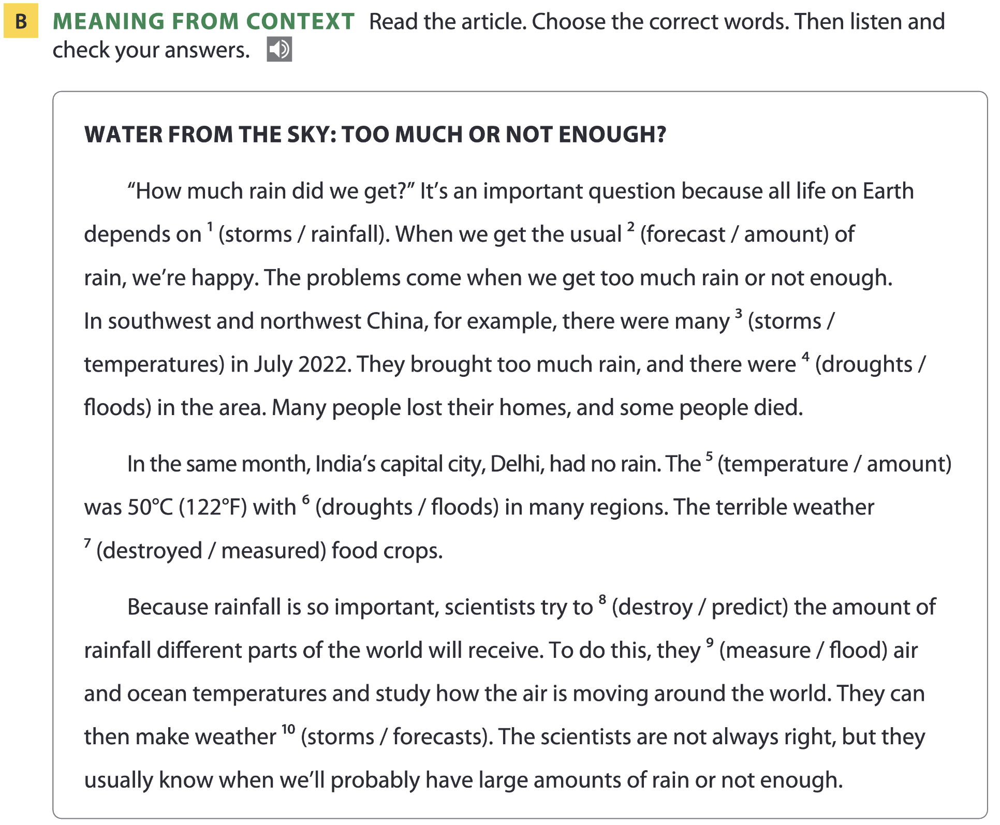 B MEANING FROM CONTEXT Read the article. Choose the correct words. Then listen and
check your answers.
WATER FROM THE SKY: TOO MUCH OR NOT ENOUGH?
“How much rain did we get?” It’s an important question because all life on Earth
depends on ¹ (storms / rainfall). When we get the usual ² (forecast / amount) of
rain, we’re happy. The problems come when we get too much rain or not enough.
In southwest and northwest China, for example, there were many ³ (storms /
temperatures) in July 2022. They brought too much rain, and there were ⁴ (droughts /
floods) in the area. Many people lost their homes, and some people died.
In the same month, India’s capital city, Delhi, had no rain. The ⁵ (temperature / amount)
was 50°C (122°F) with ⁶ (droughts / floods) in many regions. The terrible weather
⁷ (destroyed / measured) food crops.
Because rainfall is so important, scientists try to ⁸ (destroy / predict) the amount of
rainfall different parts of the world will receive. To do this, they ⁹ (measure / flood) air
and ocean temperatures and study how the air is moving around the world. They can
then make weather ¹⁰ (storms / forecasts). The scientists are not always right, but they
usually know when we’ll probably have large amounts of rain or not enough.